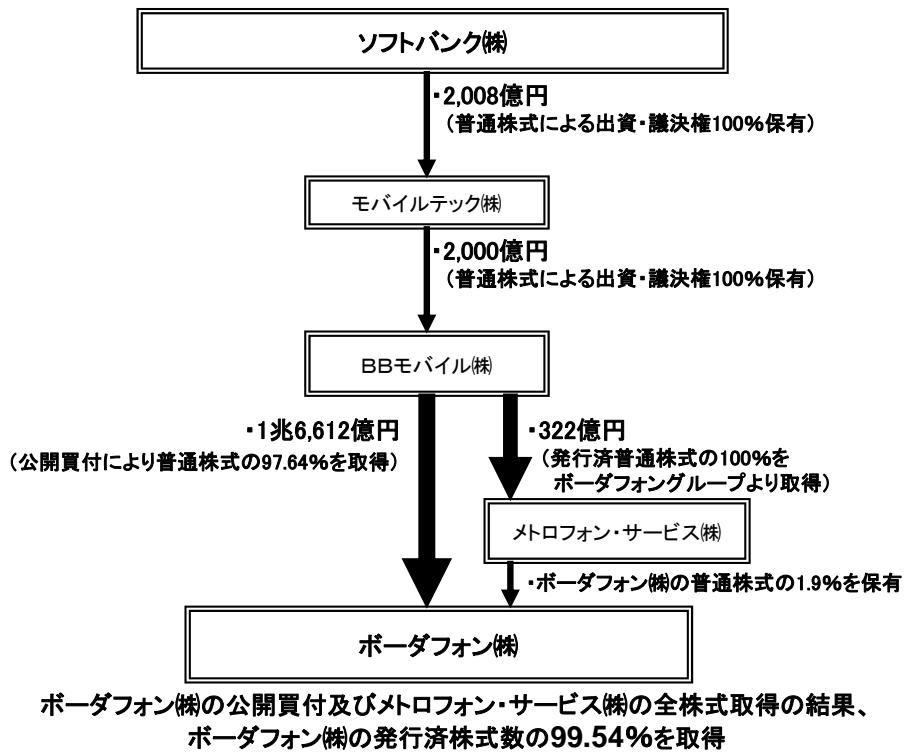 ソフトバンク㈱
・2,008億円
（普通株式による出資・議決権100%保有）
モバイルテック㈱
・2,000億円
（普通株式による出資・議決権100%保有）
ＢＢモバイル㈱
・1兆6,612億円
（公開買付により普通株式の97.64%を取得）
・322億円
（発行済普通株式の100%を
ボーダフォングループより取得）
メトロフォン・サービス㈱
・ボーダフォン㈱の普通株式の1.9%を保有
ボーダフォン㈱
ボーダフォン㈱の公開買付及びメトロフォン・サービス㈱の全株式取得の結果、
ボーダフォン㈱の発行済株式数の99.54%を取得